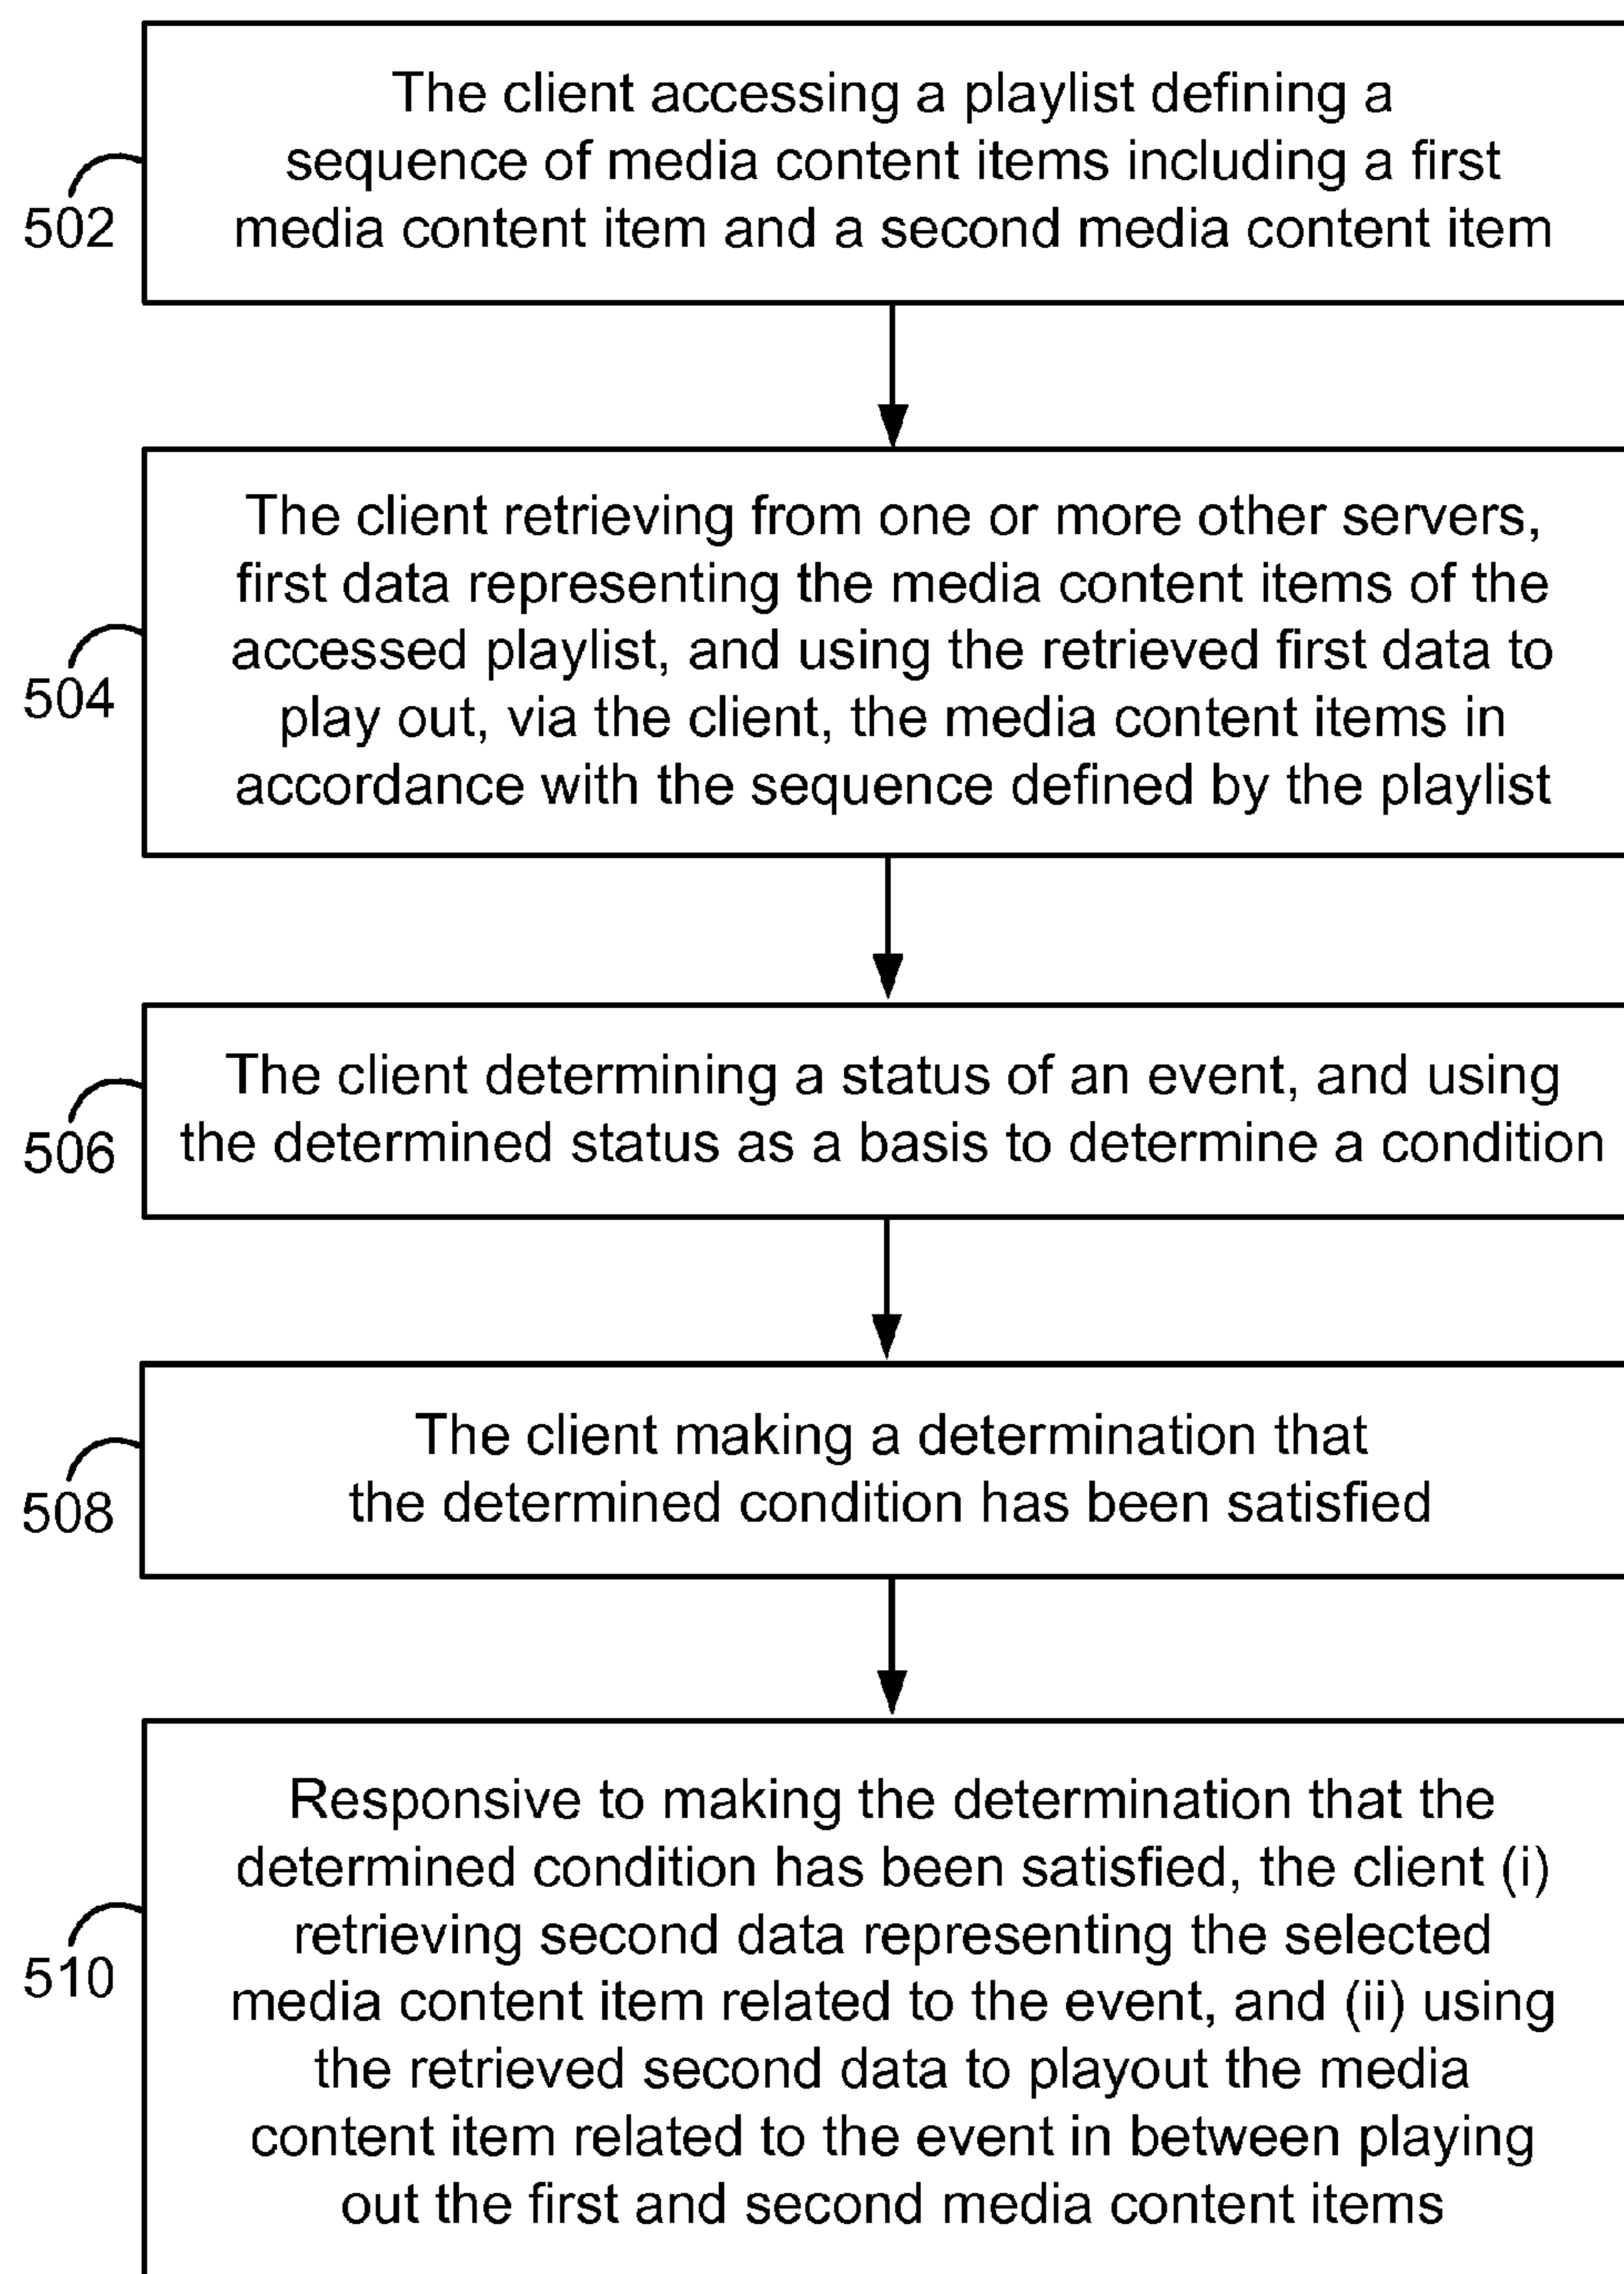 The client accessing a playlist defining a
sequence of media content items including a first
media content item and a second media content item
502
The client retrieving from one or more other servers,
first data representing the media content items of the
accessed playlist, and using the retrieved first data to
play out, via the client, the media content items in
accordance with the sequence defined by the playlist
504
The client determining a status of an event, and using
the determined status as a basis to determine a condition
506
The client making a determination that
the determined condition has been satisfied
508
Responsive to making the determination that the
determined condition has been satisfied, the client (i)
retrieving second data representing the selected
media content item related to the event, and (ii) using
the retrieved second data to playout the media
content item related to the event in between playing
out the first and second media content items
510